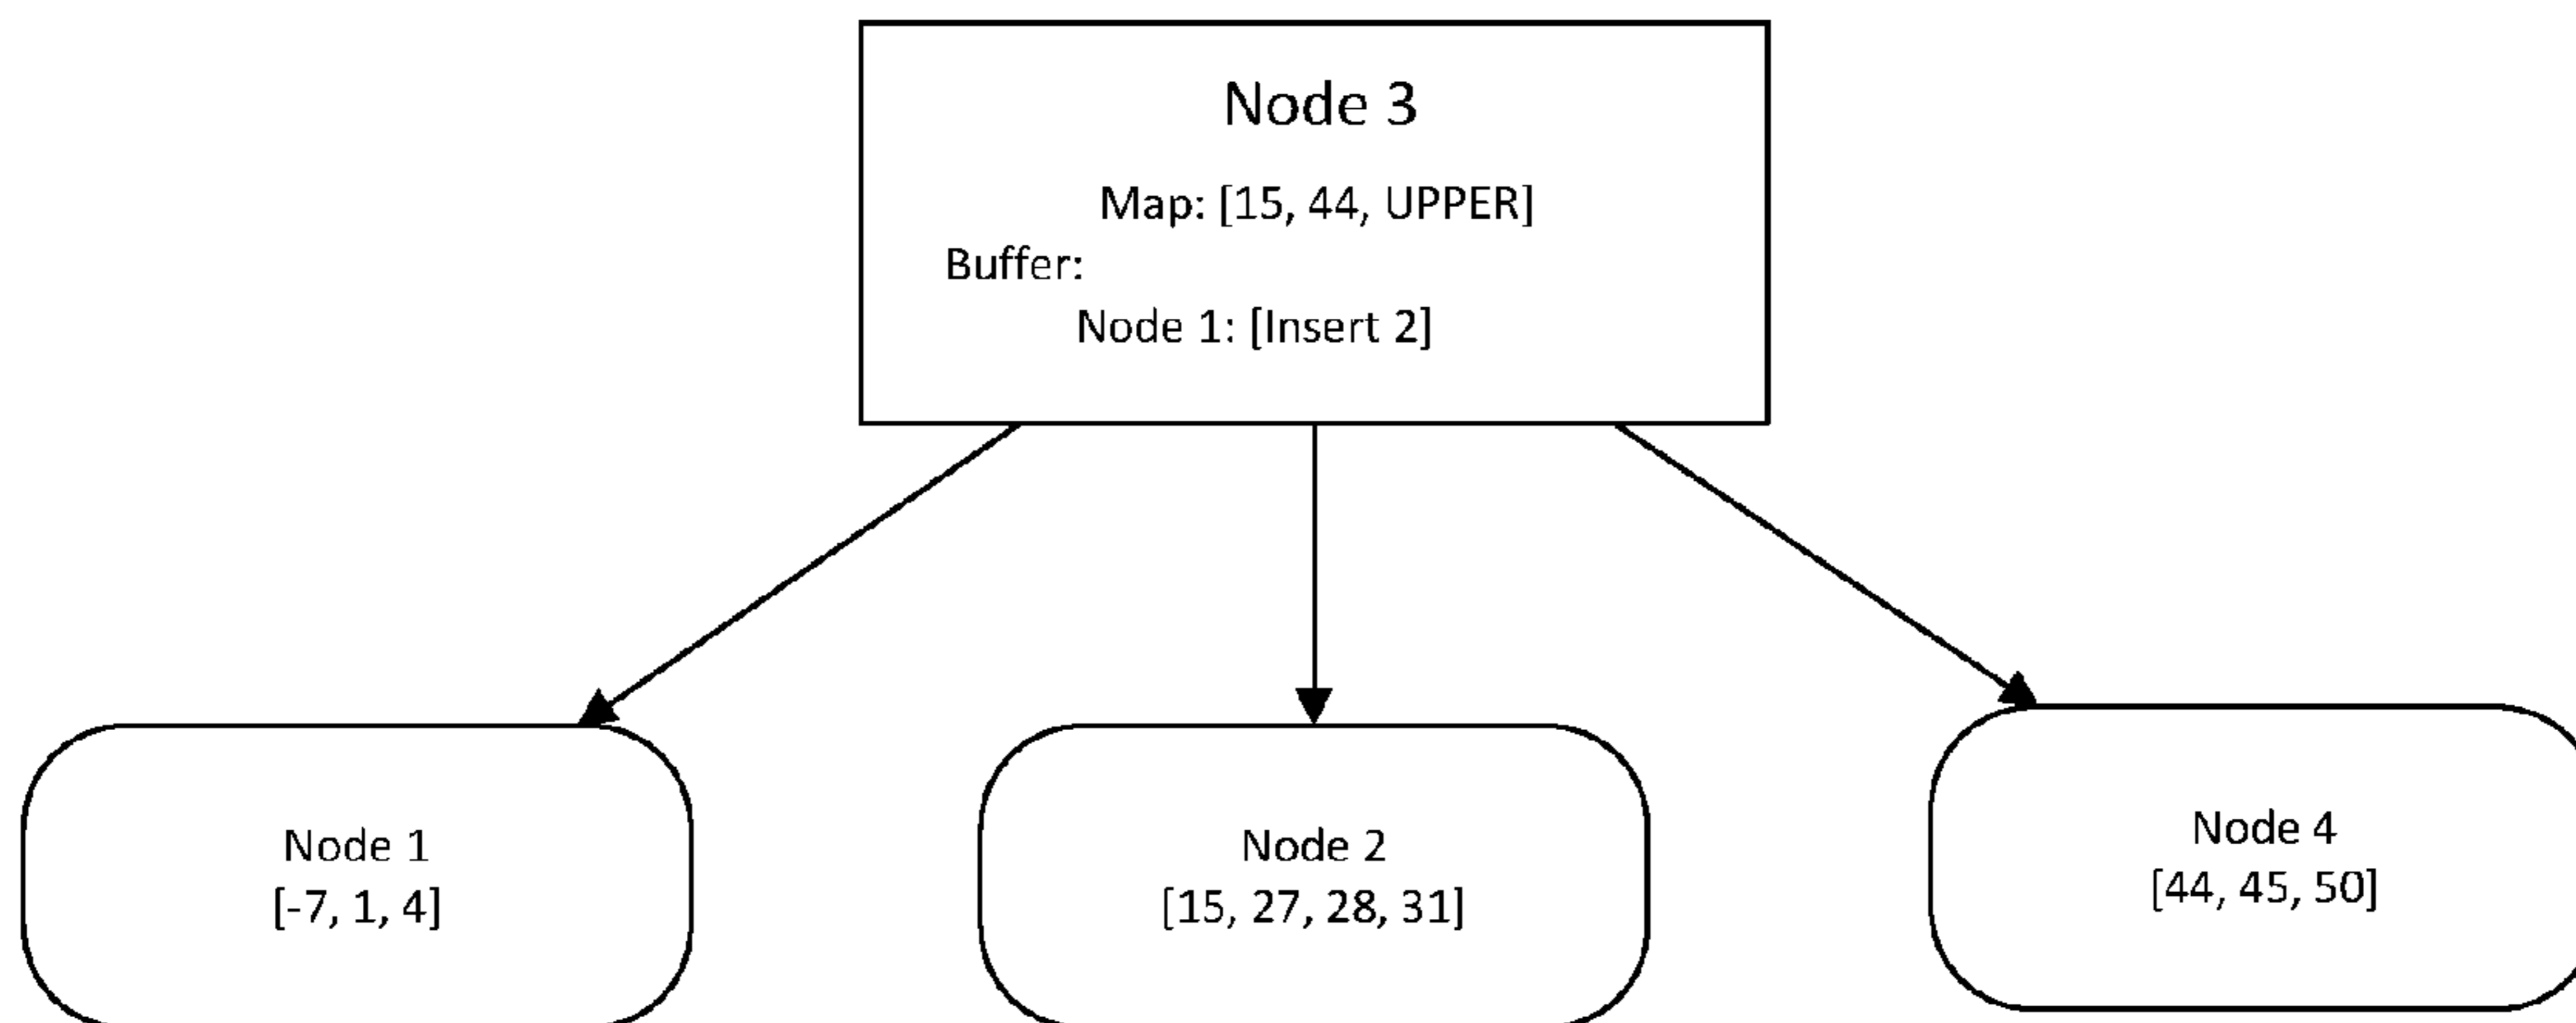 Node 3
Map: [15, 44, UPPER]
Buffer:
Node 1: [Insert 2]
Node 1
[-7, 1, 4]
Node 2
[15, 27, 28, 31]
Node 4
[44, 45, 50]